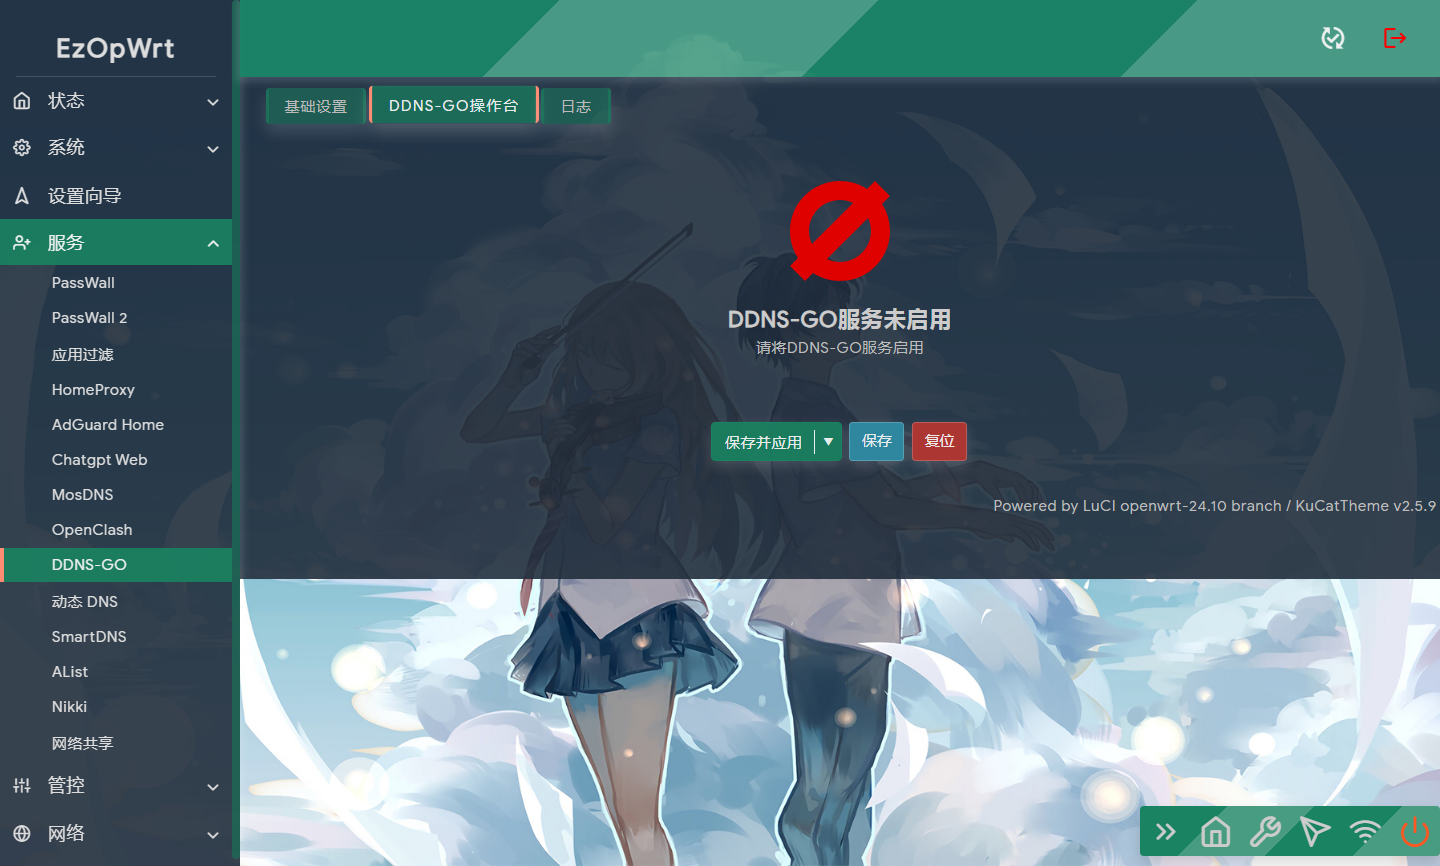 EzOpWrt
状态
系统
设置向导
服务
PassWall
PassWall 2
应用过滤
HomeProxy
AdGuard Home
Chatgpt Web
MosDNS
OpenClash
DDNS-GO
动态 DNS
SmartDNS
AList
Nikki
网络共享
管控
网络
基础设置
DDNS-GO操作台
日志
DDNS-GO服务未启用
请将DDNS-GO服务启用
保存并应用
保存
复位
Powered by LuCI openwrt-24.10 branch / KuCatTheme v2.5.9